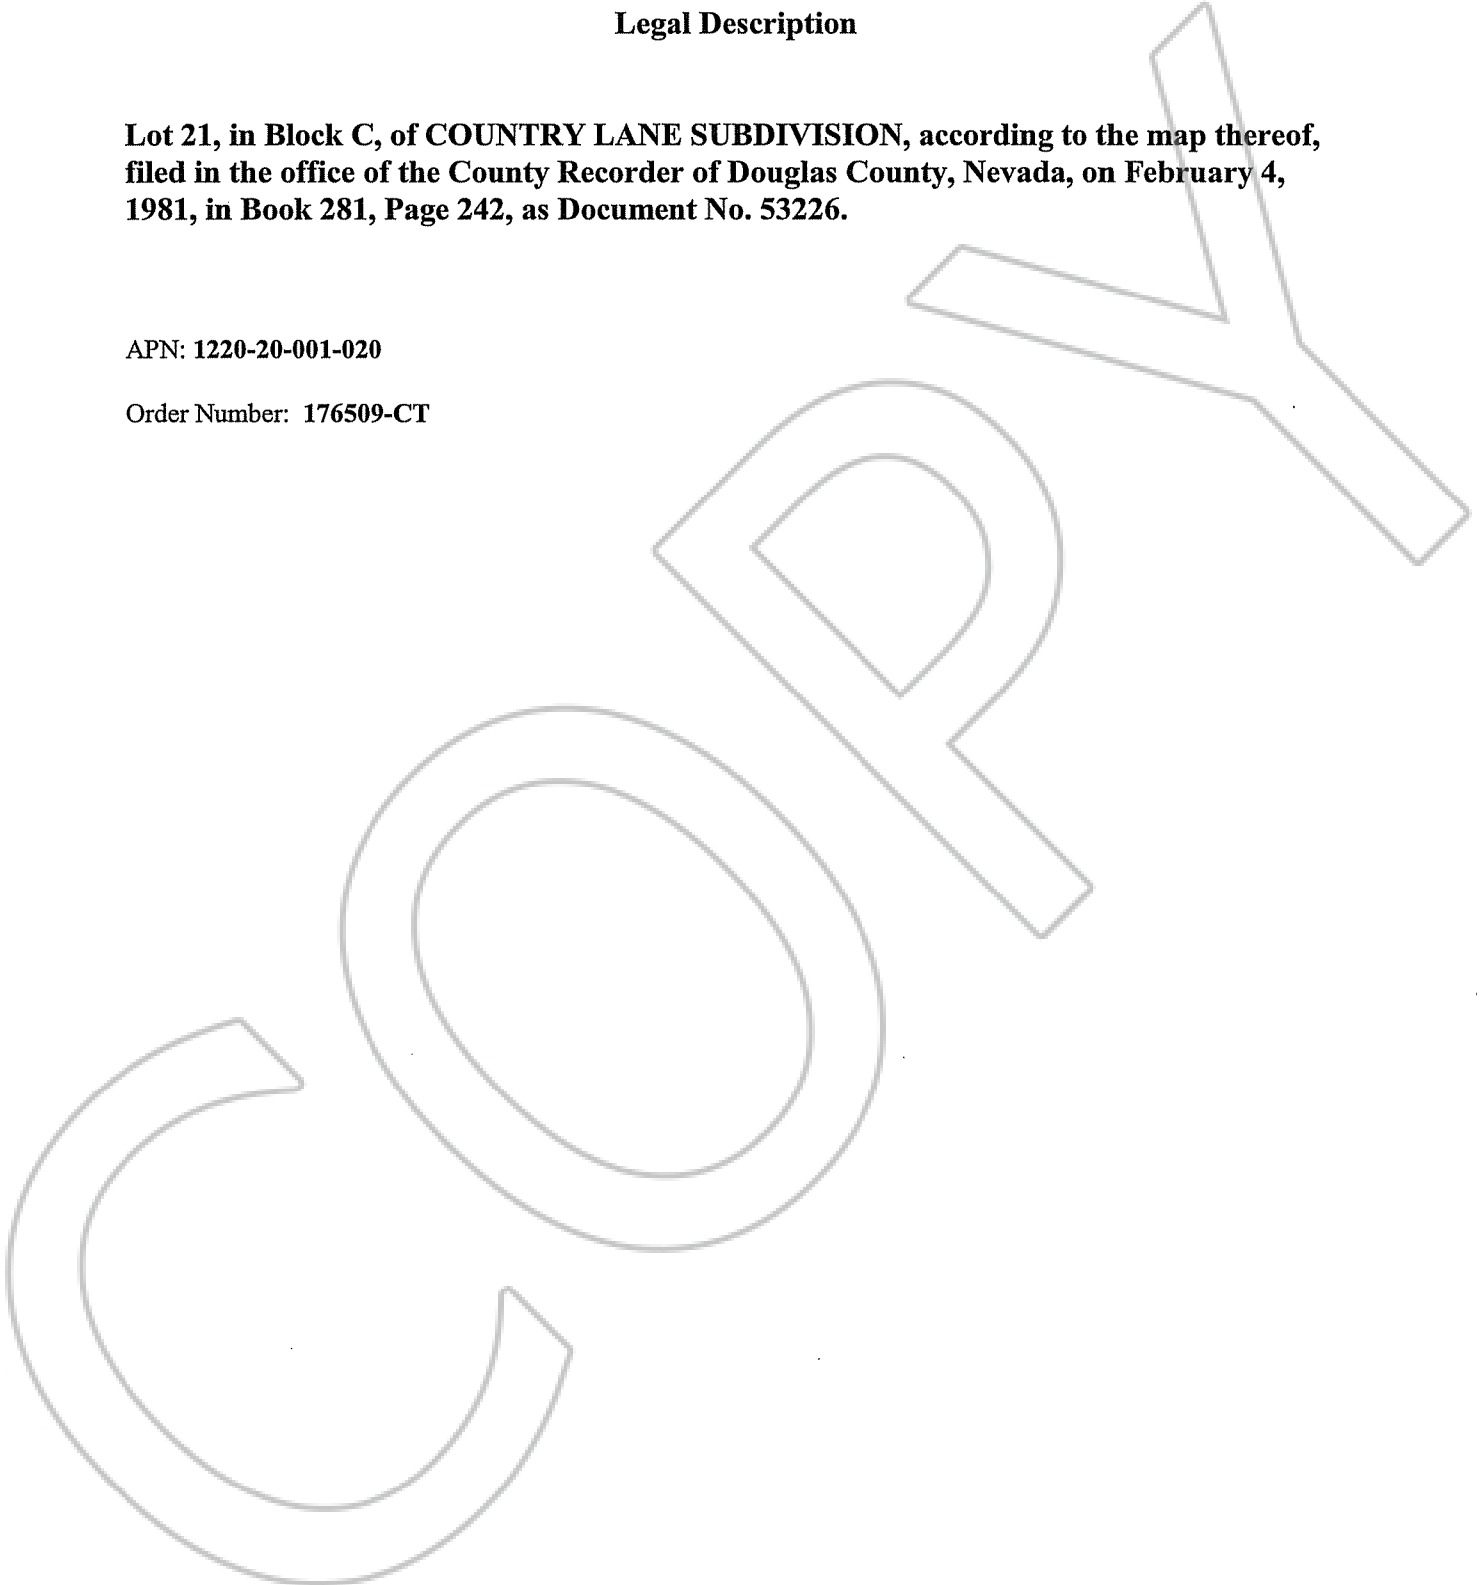 Legal Description
Lot 21, in Block C, of COUNTRY LANE SUBDIVISION, according to the map thereof,
filed in the office of the County Recorder of Douglas County, Nevada, on February 4,
1981, in Book 281, Page 242, as Document No. 53226.
APN: 1220-20-001-020
Order Number: 176509-CT
COPY